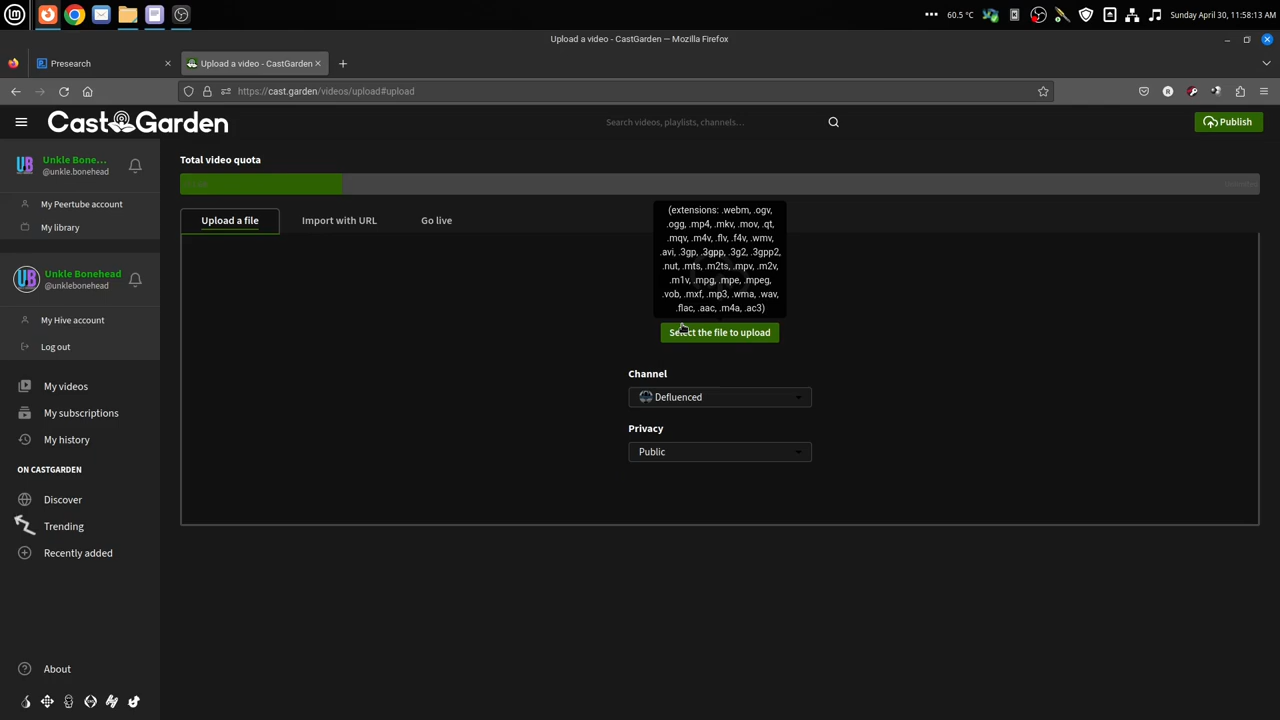 60.5 °C
Sunday April 30, 11:58:13 AM
Upload a video - CastGarden — Mozilla Firefox
Presearch
Upload a video - CastGarden
https://cast.garden/videos/upload#upload
CastGarden
Search videos, playlists, channels…
Publish
Unkle Bone...
@unkle.bonehead
My Peertube account
My library
Unkle Bonehead
@unklebonehead
My Hive account
Log out
My videos
My subscriptions
My history
ON CASTGARDEN
Discover
Trending
Recently added
About
Total video quota
Upload a file
Import with URL
Go live
(extensions: .webm, .ogv,
.ogg, .mp4, .mkv, .mov, .qt,
.mqv, .m4v, .flv, .f4v, .wmv,
.avi, .3gp, .3gpp, .3g2, .3gpp2,
.nut, .mts, .m2ts, .mpv, .m2v,
.m1v, .mpg, .mpe, .mpeg,
.vob, .mxf, .mp3, .wma, .wav,
.flac, .aac, .m4a, .ac3)
Select the file to upload
Channel
Defluenced
Privacy
Public